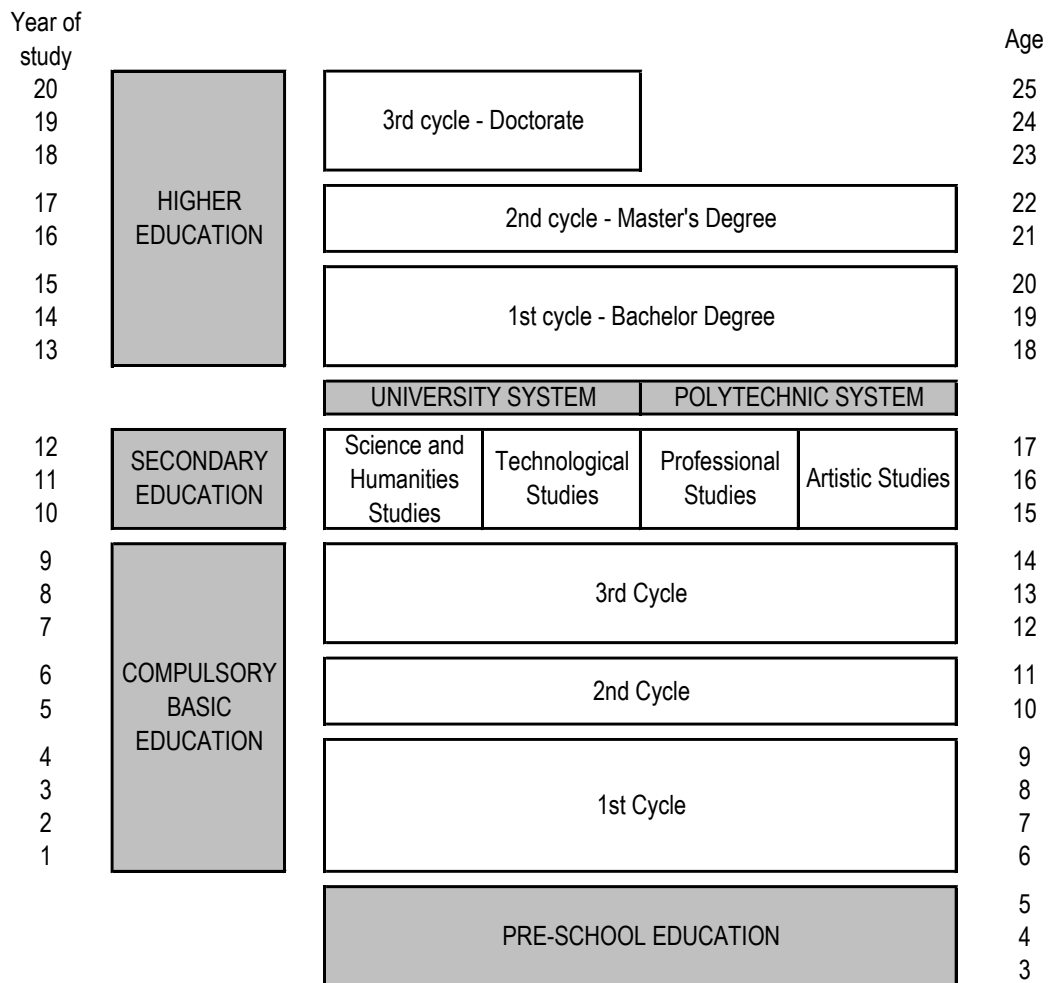 Year of
study
Age
20
25
19
3rd cycle - Doctorate
24
18
23
17
HIGHER
22
EDUCATION
2nd cycle - Master's Degree
16
21
15
20
14
1st cycle - Bachelor Degree
19
13
18
UNIVERSITY SYSTEM
POLYTECHNIC SYSTEM
12
17
11
16
10
15
SECONDARY
EDUCATION
Science and
Humanities
Studies
Technological
Studies
Professional
Studies
Artistic Studies
9
14
8
3rd Cycle
13
7
12
6
11
COMPULSORY
BASIC
EDUCATION
2nd Cycle
5
10
4
9
3
8
1st Cycle
2
7
1
6
5
PRE-SCHOOL EDUCATION
4
3